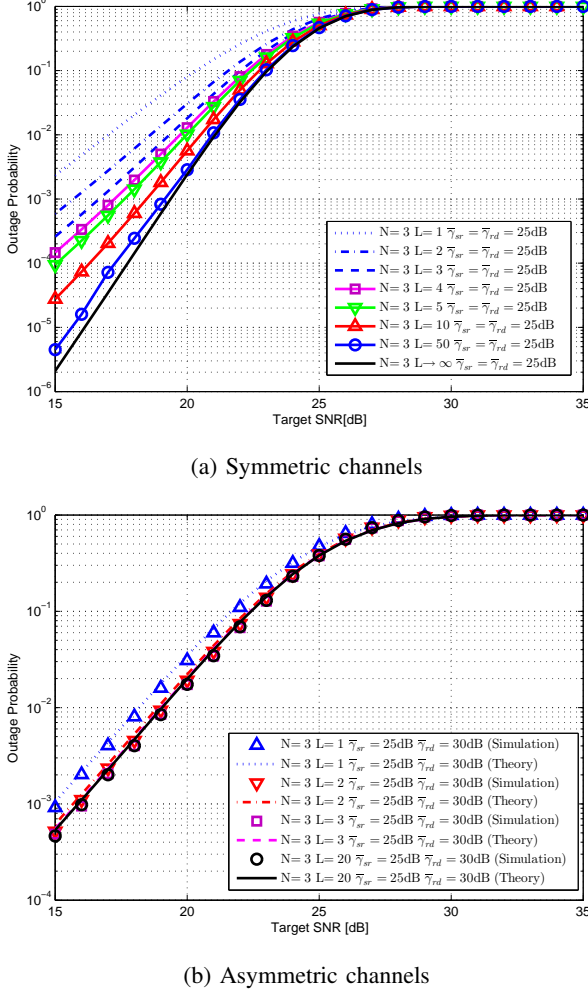 10⁰
10⁻¹
10⁻²
10⁻³
10⁻⁴
10⁻⁵
10⁻⁶
Outage Probability
15 20 25 30 35
Target SNR[dB]
N= 3 L= 1 γ̄sr = γ̄rd = 25dB
N= 3 L= 2 γ̄sr = γ̄rd = 25dB
N= 3 L= 3 γ̄sr = γ̄rd = 25dB
N= 3 L= 4 γ̄sr = γ̄rd = 25dB
N= 3 L= 5 γ̄sr = γ̄rd = 25dB
N= 3 L= 10 γ̄sr = γ̄rd = 25dB
N= 3 L= 50 γ̄sr = γ̄rd = 25dB
N= 3 L→ ∞ γ̄sr = γ̄rd = 25dB
(a) Symmetric channels
10⁰
10⁻¹
10⁻²
10⁻³
10⁻⁴
Outage Probability
15 20 25 30 35
Target SNR [dB]
N= 3 L= 1 γ̄sr = 25dB γ̄rd = 30dB (Simulation)
N= 3 L= 1 γ̄sr = 25dB γ̄rd = 30dB (Theory)
N= 3 L= 2 γ̄sr = 25dB γ̄rd = 30dB (Simulation)
N= 3 L= 2 γ̄sr = 25dB γ̄rd = 30dB (Theory)
N= 3 L= 3 γ̄sr = 25dB γ̄rd = 30dB (Simulation)
N= 3 L= 3 γ̄sr = 25dB γ̄rd = 30dB (Theory)
N= 3 L= 20 γ̄sr = 25dB γ̄rd = 30dB (Simulation)
N= 3 L= 20 γ̄sr = 25dB γ̄rd = 30dB (Theory)
(b) Asymmetric channels